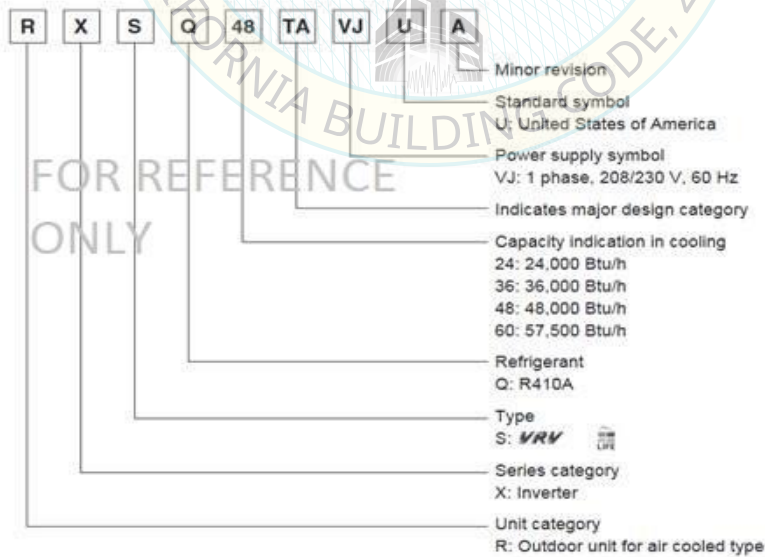 R X S Q 48 TA VJ U A
Minor revision
Standard symbol
U: United States of America
Power supply symbol
VJ: 1 phase, 208/230 V, 60 Hz
Indicates major design category
Capacity indication in cooling
24: 24,000 Btu/h
36: 36,000 Btu/h
48: 48,000 Btu/h
60: 57,500 Btu/h
Refrigerant
Q: R410A
Type
S: VRV LIFE
Series category
X: Inverter
Unit category
R: Outdoor unit for air cooled type
FOR REFERENCE
ONLY
BUILDING CODE,